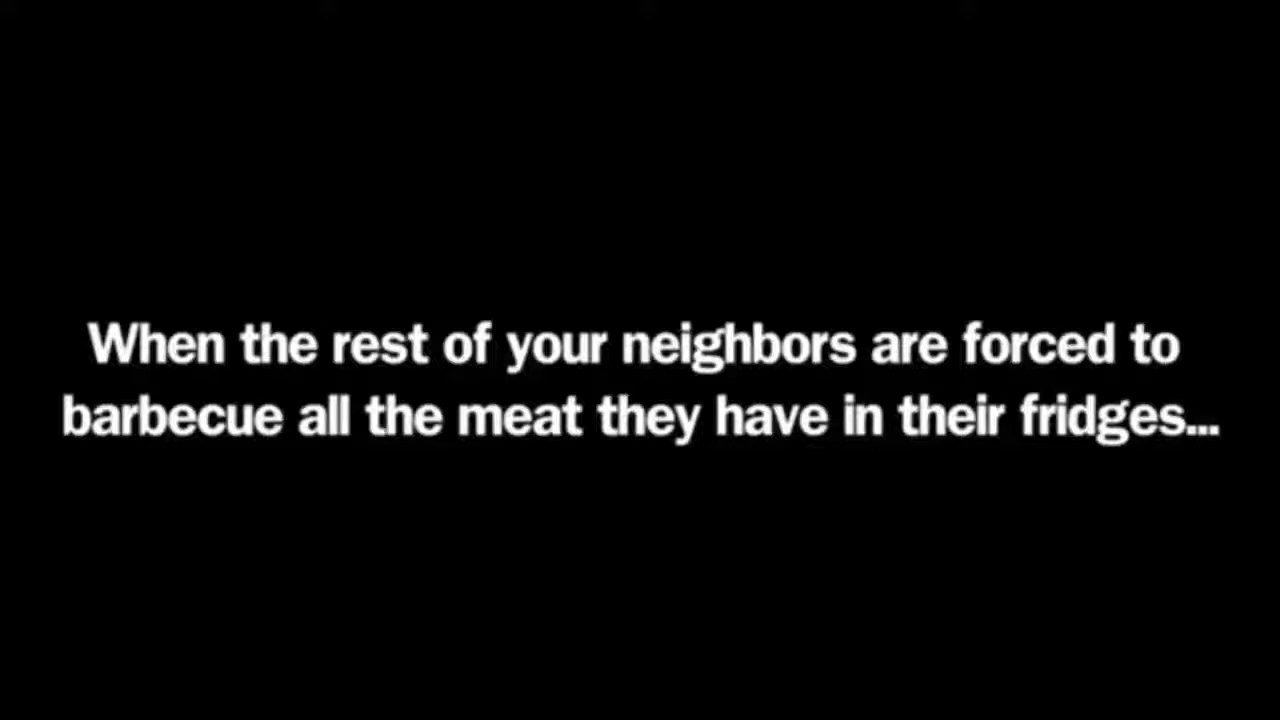 When the rest of your neighbors are forced to
barbecue all the meat they have in their fridges...